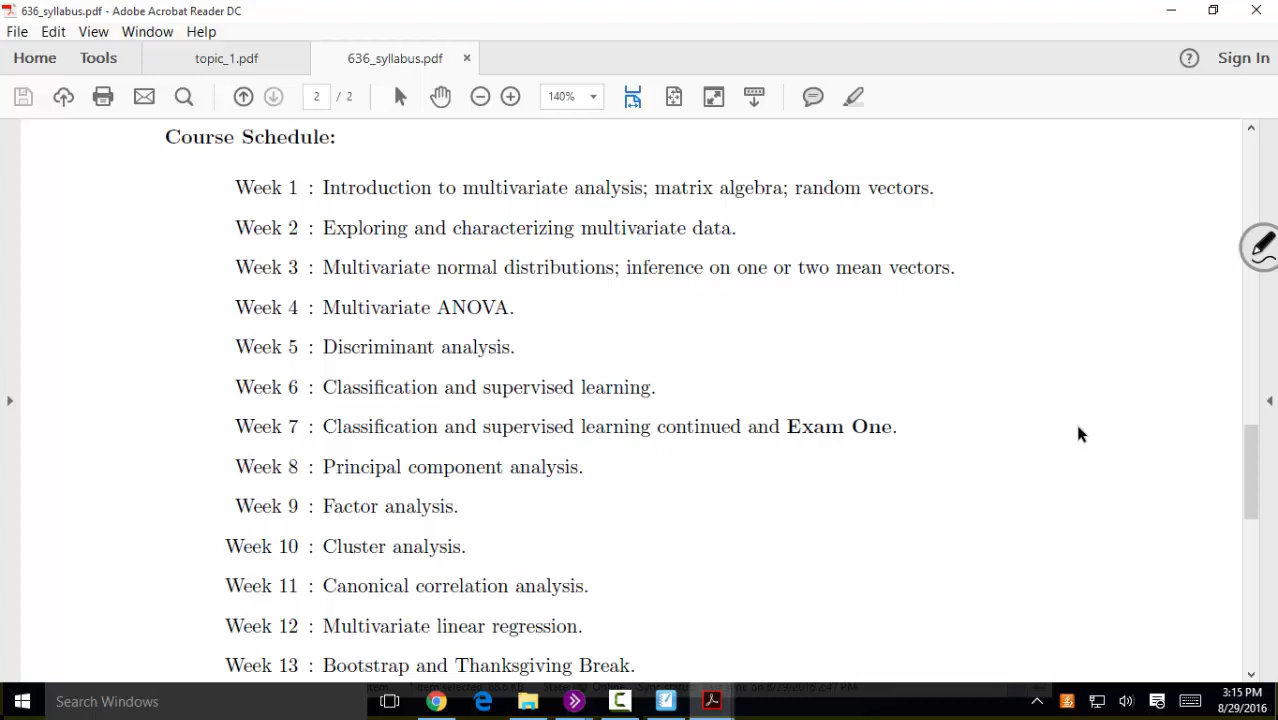 636_syllabus.pdf - Adobe Acrobat Reader DC
File Edit View Window Help
Home Tools topic_1.pdf 636_syllabus.pdf × Sign In
2 / 2 140%
Course Schedule:
Week 1 : Introduction to multivariate analysis; matrix algebra; random vectors.
Week 2 : Exploring and characterizing multivariate data.
Week 3 : Multivariate normal distributions; inference on one or two mean vectors.
Week 4 : Multivariate ANOVA.
Week 5 : Discriminant analysis.
Week 6 : Classification and supervised learning.
Week 7 : Classification and supervised learning continued and Exam One.
Week 8 : Principal component analysis.
Week 9 : Factor analysis.
Week 10 : Cluster analysis.
Week 11 : Canonical correlation analysis.
Week 12 : Multivariate linear regression.
Week 13 : Bootstrap and Thanksgiving Break.
Search Windows
3:15 PM
8/29/2016